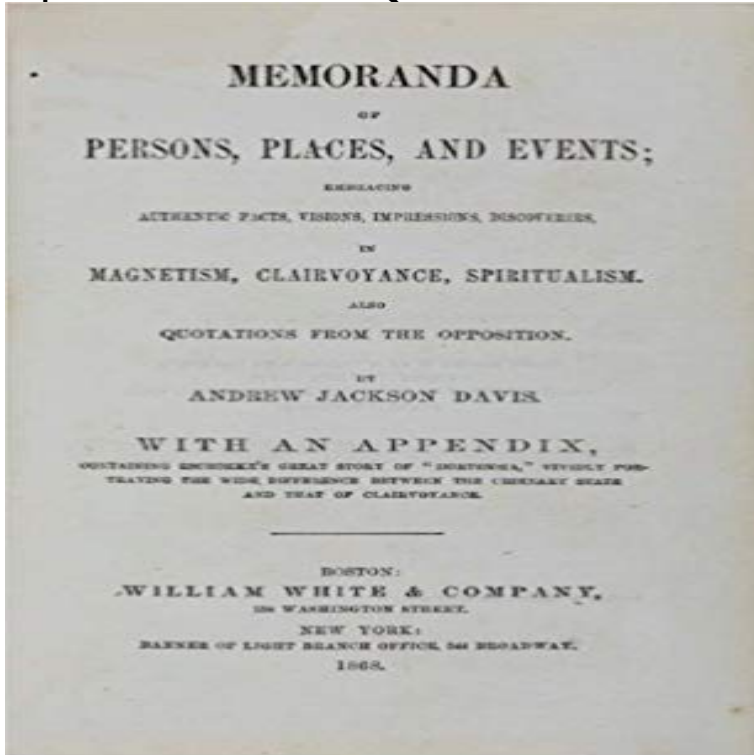 MEMORANDA
OF
PERSONS, PLACES, AND EVENTS;
EMBRACING
AUTHENTIC FACTS, VISIONS, IMPRESSIONS, DISCOVERIES,
IN
MAGNETISM, CLAIRVOYANCE, SPIRITUALISM.
ALSO
QUOTATIONS FROM THE OPPOSITION.
BY
ANDREW JACKSON DAVIS.
WITH AN APPENDIX,
CONTAINING ZSCHOKKE'S GREAT STORY OF "HORTENSIA," VIVIDLY POR-
TRAYING THE WIDE DIFFERENCE BETWEEN THE ORDINARY STATE
AND THAT OF CLAIRVOYANCE.
BOSTON:
WILLIAM WHITE & COMPANY,
158 WASHINGTON STREET.
NEW YORK:
BANNER OF LIGHT BRANCH OFFICE, 544 BROADWAY.
1868.